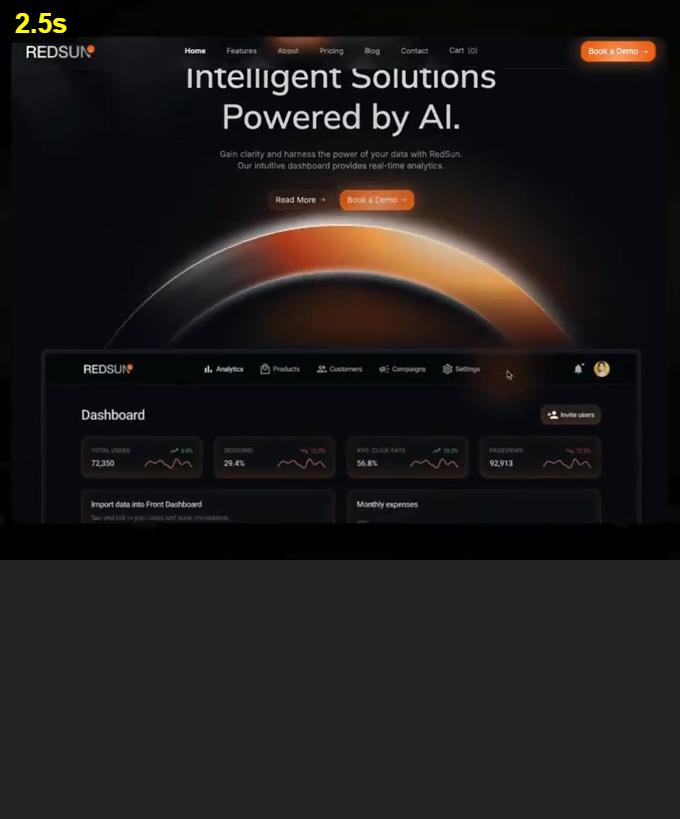 2.5s
REDSUN
Home Features About Pricing Blog Contact Cart (0)
Book a Demo →
Intelligent Solutions
Powered by AI.
Gain clarity and harness the power of your data with RedSun.
Our intuitive dashboard provides real-time analytics.
Read More → Book a Demo →
REDSUN
Analytics Products Customers Campaigns Settings
Dashboard
Invite users
TOTAL USERS
72,350
SESSIONS
29.4%
AVG. CLICK RATE
56.8%
PAGEVIEWS
92,913
Import data into Front Dashboard
Monthly expenses